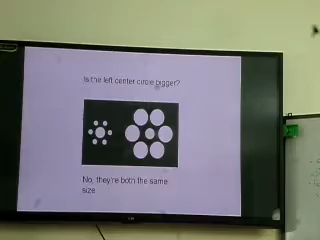 Is the left center circle bigger?
No, they're both the same
size